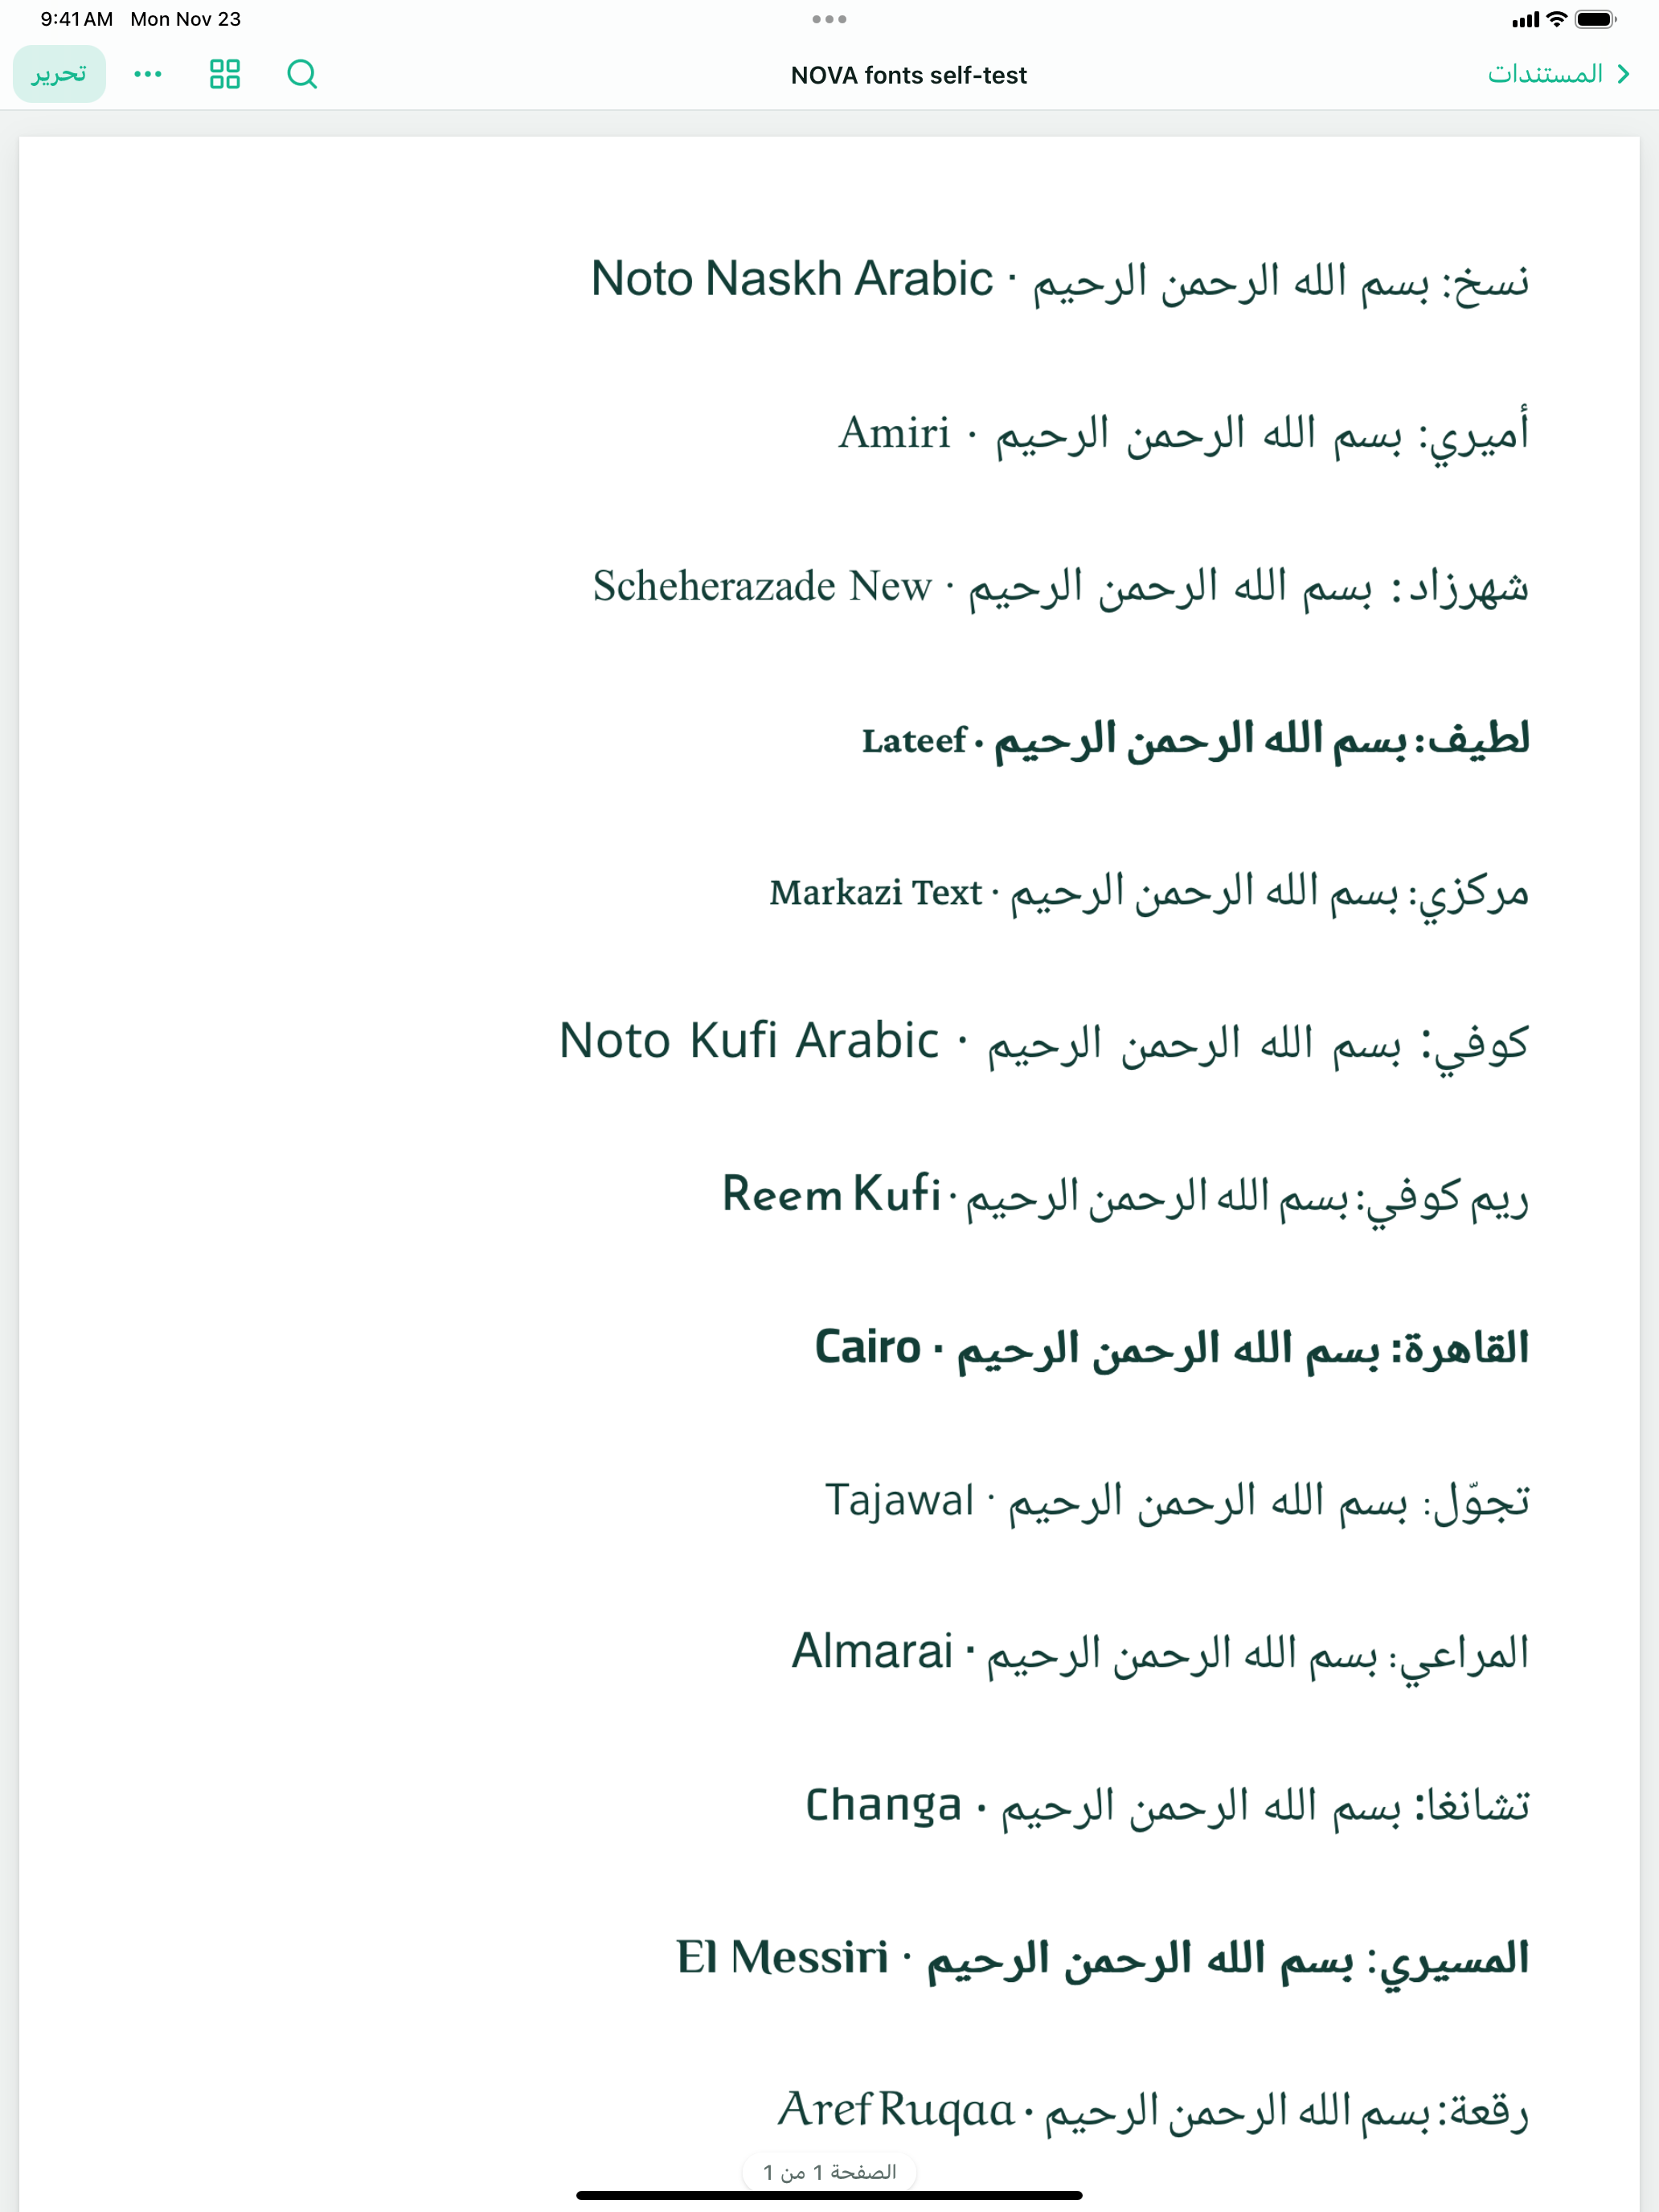 9:41 AM Mon Nov 23
تحرير
NOVA fonts self-test
المستندات
نسخ: بسم الله الرحمن الرحيم · Noto Naskh Arabic
أميري: بسم الله الرحمن الرحيم · Amiri
شهرزاد: بسم الله الرحمن الرحيم · Scheherazade New
لطيف: بسم الله الرحمن الرحيم · Lateef
مركزي: بسم الله الرحمن الرحيم · Markazi Text
كوفي: بسم الله الرحمن الرحيم · Noto Kufi Arabic
ريم كوفي: بسم الله الرحمن الرحيم · Reem Kufi
القاهرة: بسم الله الرحمن الرحيم · Cairo
تجوّل: بسم الله الرحمن الرحيم · Tajawal
المراعي: بسم الله الرحمن الرحيم · Almarai
تشانغا: بسم الله الرحمن الرحيم · Changa
المسيري: بسم الله الرحمن الرحيم · El Messiri
رقعة: بسم الله الرحمن الرحيم · Aref Ruqaa
الصفحة 1 من 1